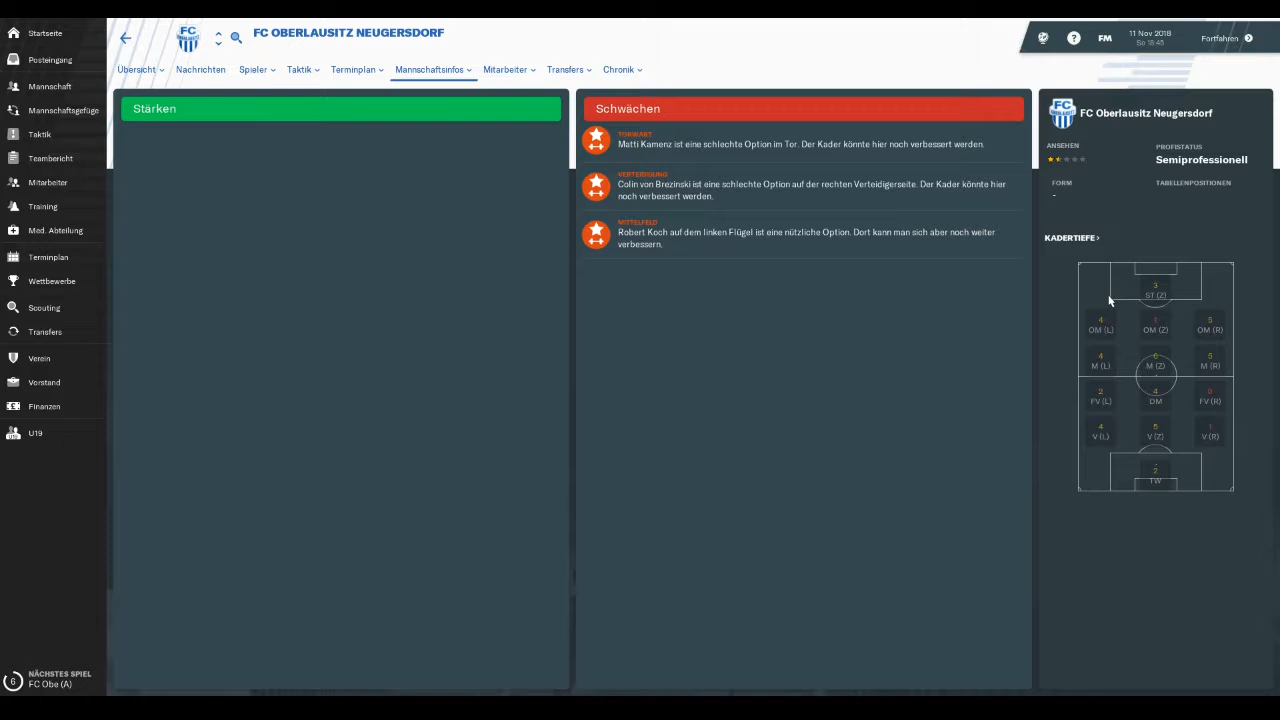 Startseite
Posteingang
Mannschaft
Mannschaftsgefüge
Taktik
Teambericht
Mitarbeiter
Training
Med. Abteilung
Terminplan
Wettbewerbe
Scouting
Transfers
Verein
Vorstand
Finanzen
U19
U19
6
NÄCHSTES SPIEL
FC Obe (A)
FC
FC OBERLAUSITZ NEUGERSDORF
?
FM
11 Nov 2018
So 18:45
Fortfahren
Übersicht
Nachrichten
Spieler
Taktik
Terminplan
Mannschaftsinfos
Mitarbeiter
Transfers
Chronik
Stärken
Schwächen
TORWART
Matti Kamenz ist eine schlechte Option im Tor. Der Kader könnte hier noch verbessert werden.
VERTEIDIGUNG
Colin von Brezinski ist eine schlechte Option auf der rechten Verteidigerseite. Der Kader könnte hier
noch verbessert werden.
MITTELFELD
Robert Koch auf dem linken Flügel ist eine nützliche Option. Dort kann man sich aber noch weiter
verbessern.
FC
FC Oberlausitz Neugersdorf
ANSEHEN
PROFISTATUS
Semiprofessionell
FORM
-
TABELLENPOSITIONEN
KADERTIEFE >
3
ST (Z)
4
OM (L)
1
OM (Z)
5
OM (R)
4
M (L)
6
M (Z)
5
M (R)
2
FV (L)
4
DM
0
FV (R)
4
V (L)
5
V (Z)
1
V (R)
2
TW